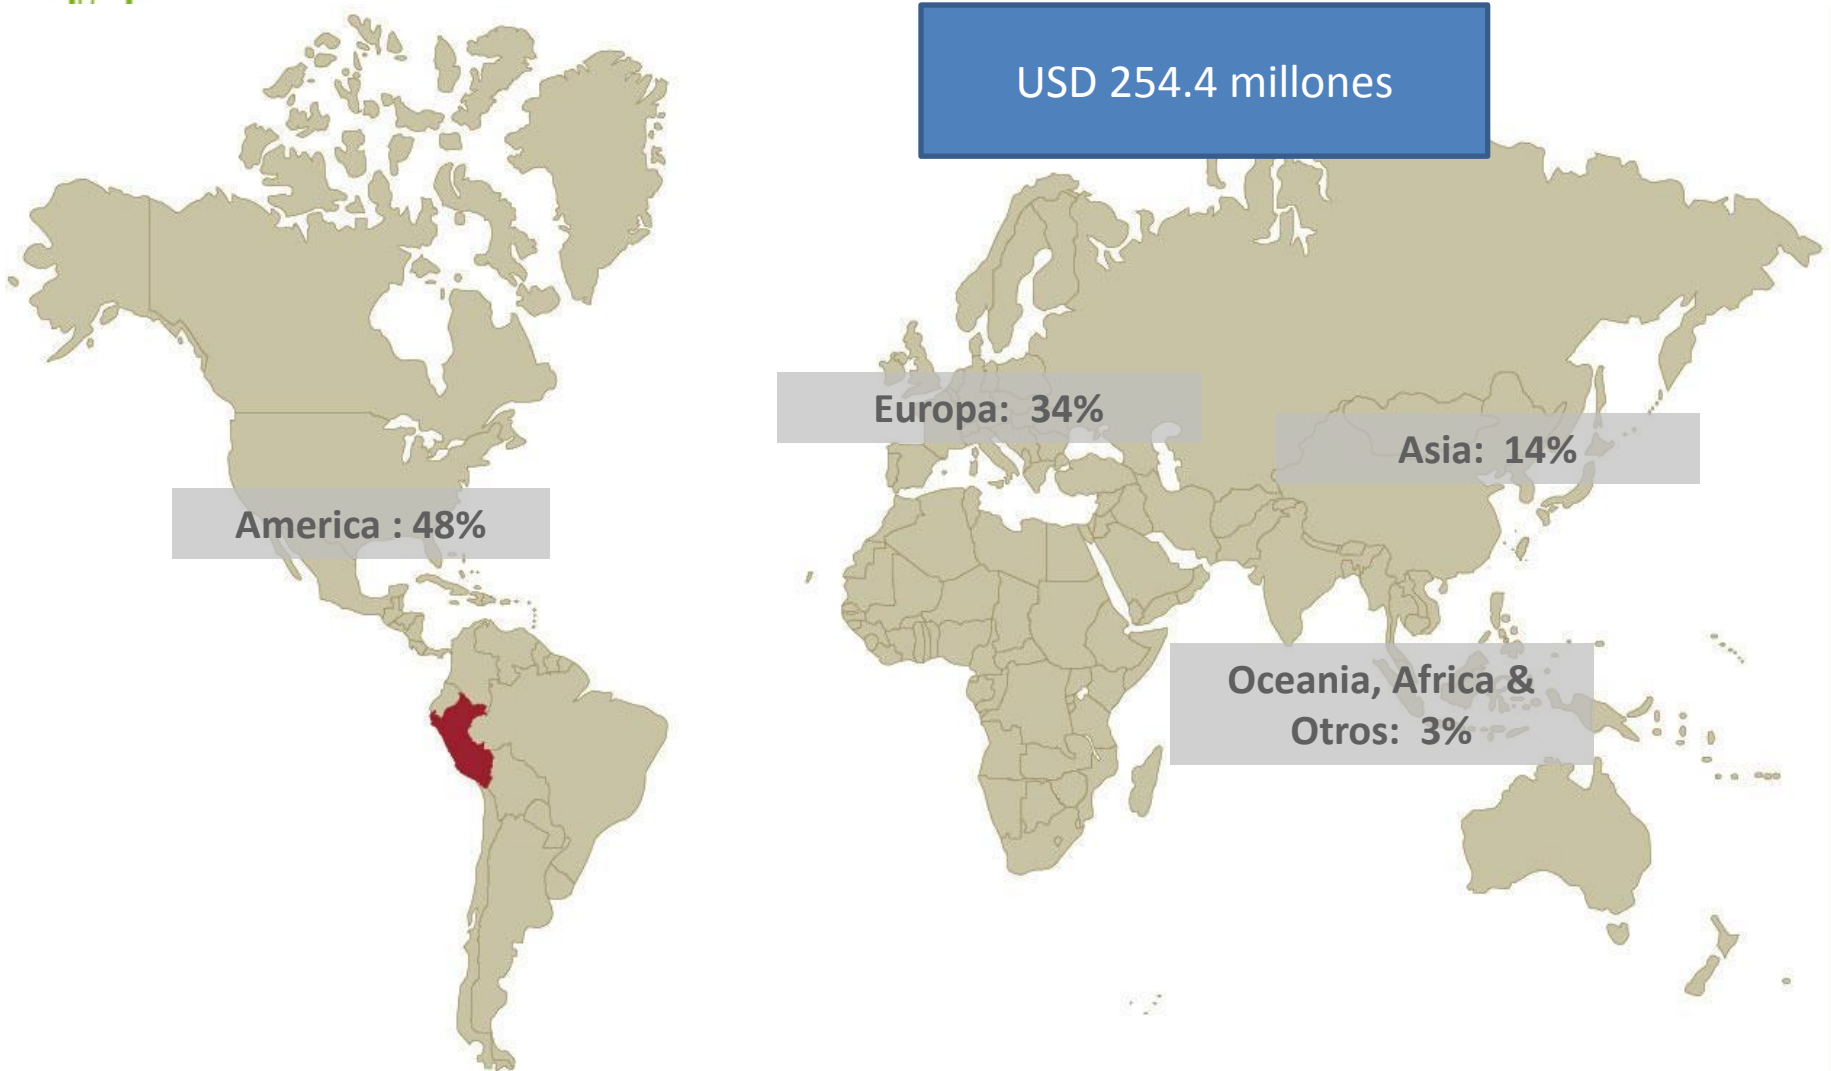 USD 254.4 millones
Europa: 34%
Asia: 14%
America : 48%
Oceania, Africa &
Otros: 3%